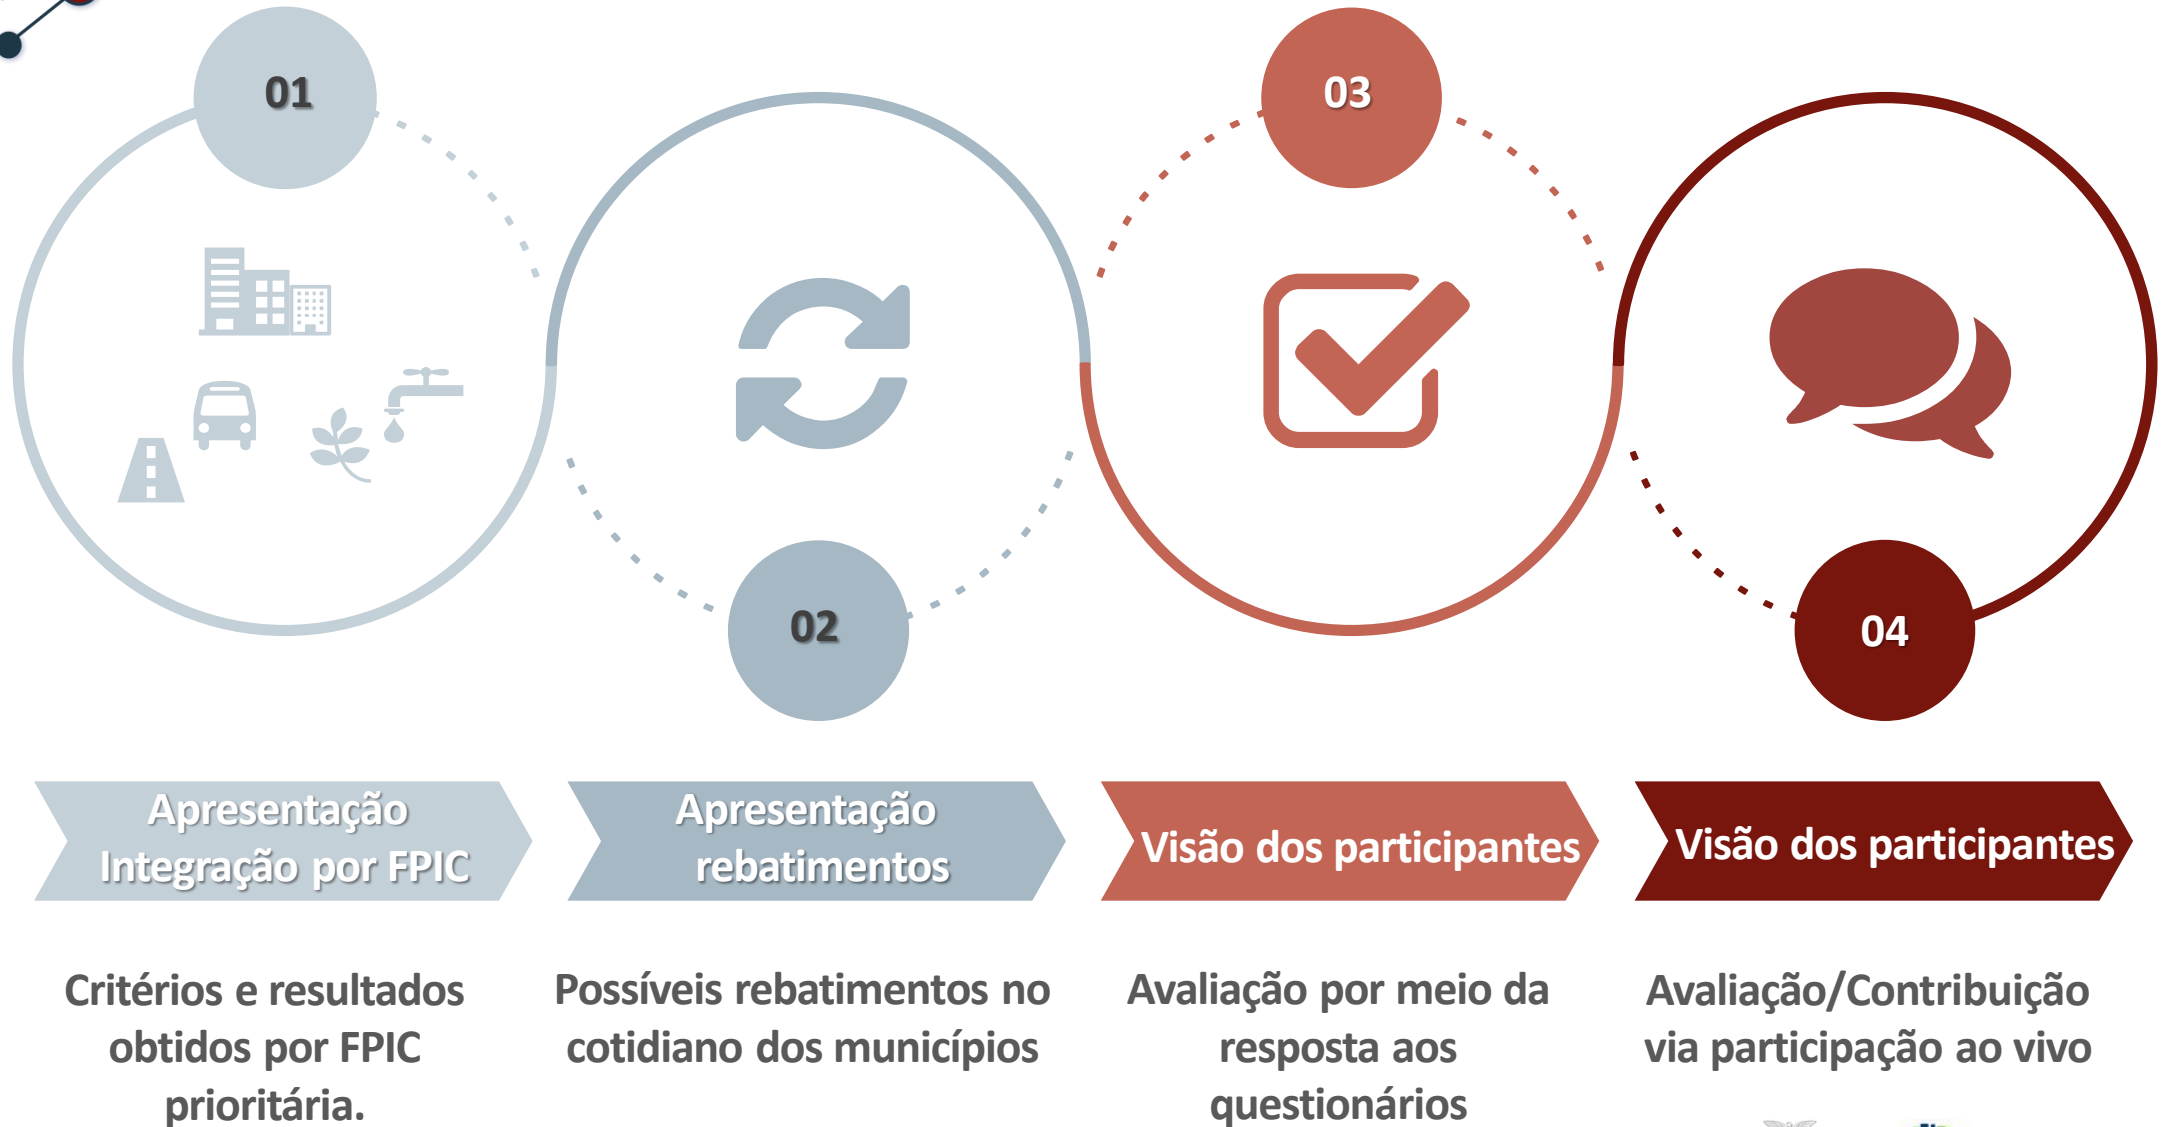 01
02
03
04
Apresentação
Integração por FPIC
Apresentação
rebatimentos
Visão dos participantes
Visão dos participantes
Critérios e resultados
obtidos por FPIC
prioritária.
Possíveis rebatimentos no
cotidiano dos municípios
Avaliação por meio da
resposta aos
questionários
Avaliação/Contribuição
via participação ao vivo